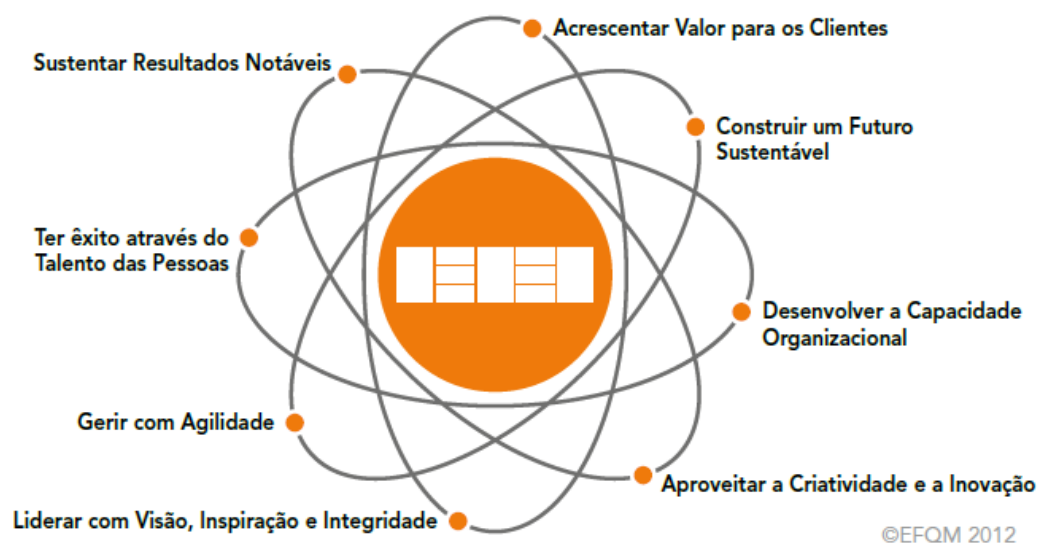 Acrescentar Valor para os Clientes
Sustentar Resultados Notáveis
Construir um Futuro
Sustentável
Ter êxito através do
Talento das Pessoas
Desenvolver a Capacidade
Organizacional
Gerir com Agilidade
Aproveitar a Criatividade e a Inovação
Liderar com Visão, Inspiração e Integridade
©EFQM 2012